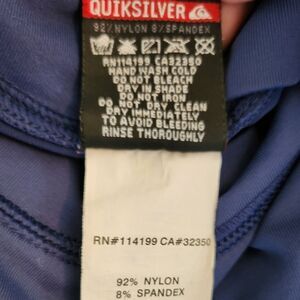 QUIKSILVER
92% NYLON 8% SPANDEX
RN114199 CA32350
HAND WASH COLD
DO NOT BLEACH
DRY IN SHADE
DO NOT IRON
DO NOT DRY CLEAN
DRY IMMEDIATELY
TO AVOID BLEEDING
RINSE THOROUGHLY
RN#114199 CA#32350
92% NYLON
8% SPANDEX